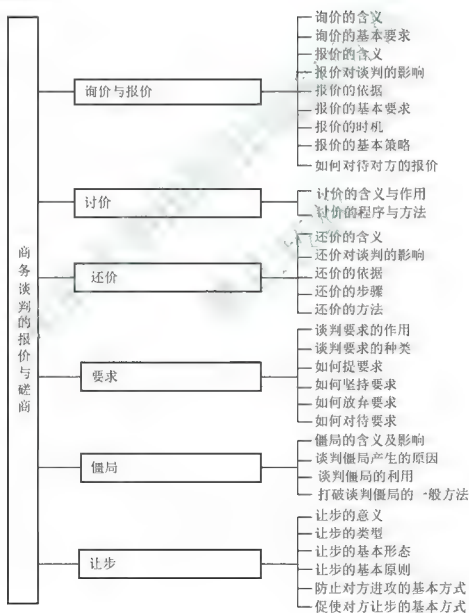 商务谈判的报价与磋商
询价与报价
询价的含义
询价的基本要求
报价的含义
报价对谈判的影响
报价的依据
报价的基本要求
报价的时机
报价的基本策略
如何对待对方的报价
讨价
讨价的含义与作用
讨价的程序与方法
还价
还价的含义
还价对谈判的影响
还价的依据
还价的步骤
还价的方法
要求
谈判要求的作用
谈判要求的种类
如何提要求
如何坚持要求
如何放弃要求
如何对待要求
僵局
僵局的含义及影响
谈判僵局产生的原因
谈判僵局的利用
打破谈判僵局的一般方法
让步
让步的意义
让步的类型
让步的基本形态
让步的基本原则
防止对方进攻的基本方式
促使对方让步的基本方式